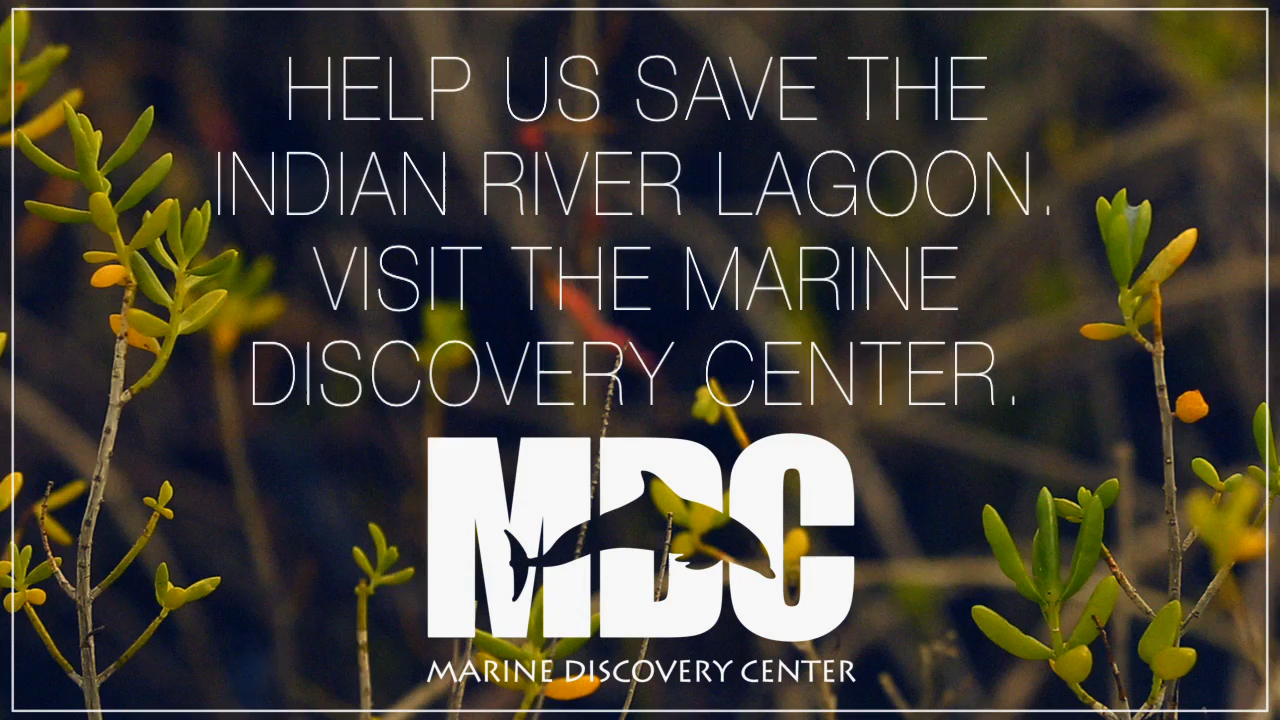 HELP US SAVE THE
INDIAN RIVER LAGOON.
VISIT THE MARINE
DISCOVERY CENTER.
MDC
MARINE DISCOVERY CENTER